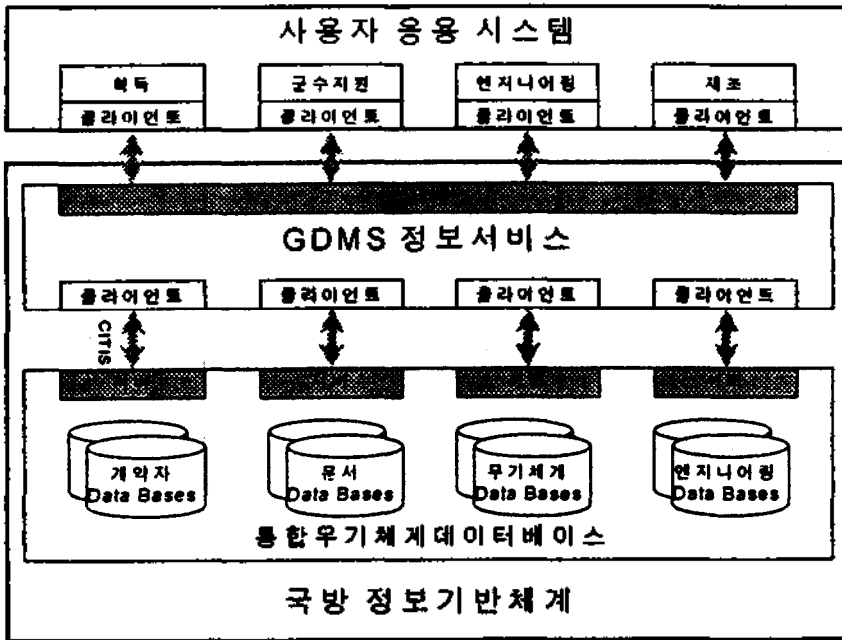 사용자 응용 시스템
획득
군수지원
엔지니어링
제조
클라이언트
클라이언트
클라이언트
클라이언트
GDMS 정보서비스
클라이언트
클라이언트
클라이언트
클라이언트
CITIS
계약자
Data Bases
문서
Data Bases
무기체계
Data Bases
엔지니어링
Data Bases
통합무기체계데이터베이스
국방 정보기반체계